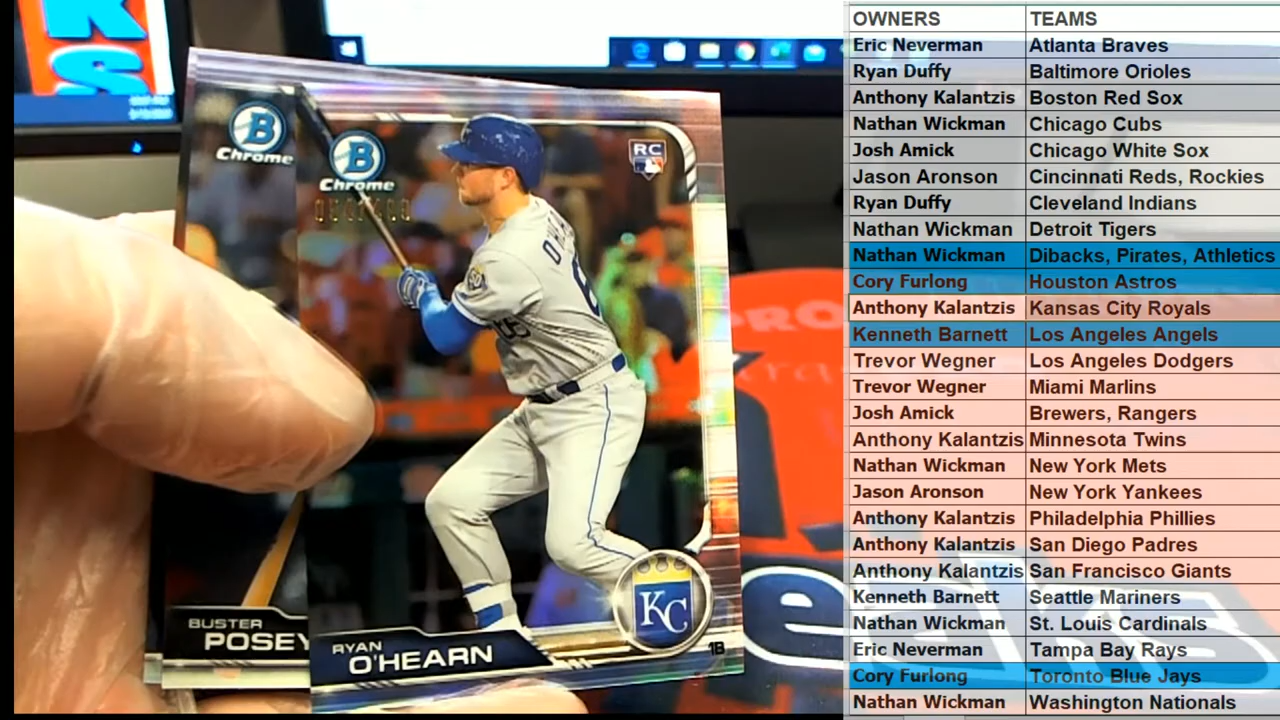 KS
B
Chrome
B
Chrome
RC
O'HEARN
6
KC
BUSTER
POSEY
RYAN
O'HEARN
1B
PRO
e
OWNERS TEAMS
Eric Neverman Atlanta Braves
Ryan Duffy Baltimore Orioles
Anthony Kalantzis Boston Red Sox
Nathan Wickman Chicago Cubs
Josh Amick Chicago White Sox
Jason Aronson Cincinnati Reds, Rockies
Ryan Duffy Cleveland Indians
Nathan Wickman Detroit Tigers
Nathan Wickman Dibacks, Pirates, Athletics
Cory Furlong Houston Astros
Anthony Kalantzis Kansas City Royals
Kenneth Barnett Los Angeles Angels
Trevor Wegner Los Angeles Dodgers
Trevor Wegner Miami Marlins
Josh Amick Brewers, Rangers
Anthony Kalantzis Minnesota Twins
Nathan Wickman New York Mets
Jason Aronson New York Yankees
Anthony Kalantzis Philadelphia Phillies
Anthony Kalantzis San Diego Padres
Anthony Kalantzis San Francisco Giants
Kenneth Barnett Seattle Mariners
Nathan Wickman St. Louis Cardinals
Eric Neverman Tampa Bay Rays
Cory Furlong Toronto Blue Jays
Nathan Wickman Washington Nationals